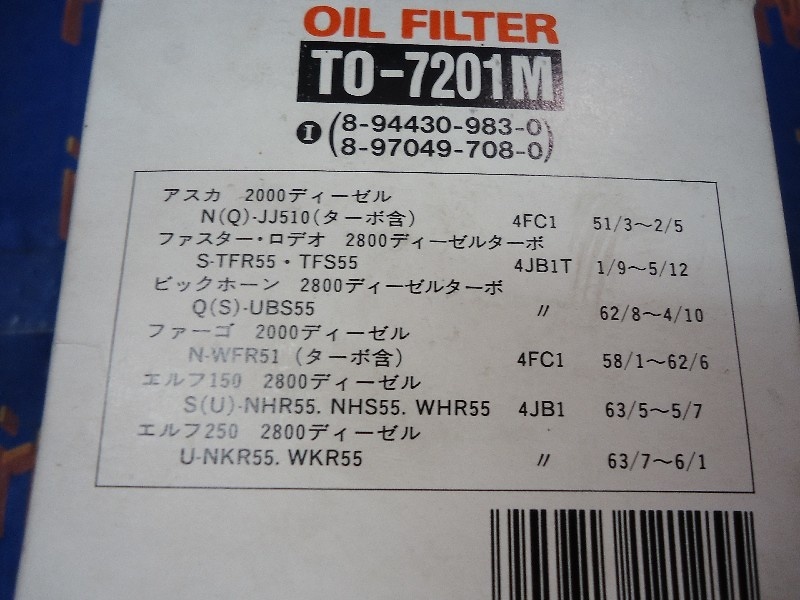 OIL FILTER
TO-7201M
I (8-94430-983-0)
(8-97049-708-0)
アスカ 2000ディーゼル
N(Q)-JJ510(ターボ含) 4FC1 51/3〜2/5
ファスター・ロデオ 2800ディーゼルターボ
S-TFR55・TFS55 4JB1T 1/9〜5/12
ビックホーン 2800ディーゼルターボ
Q(S)-UBS55 〃 62/8〜4/10
ファーゴ 2000ディーゼル
N-WFR51 (ターボ含) 4FC1 58/1〜62/6
エルフ150 2800ディーゼル
S(U)-NHR55. NHS55. WHR55 4JB1 63/5〜5/7
エルフ250 2800ディーゼル
U-NKR55. WKR55 〃 63/7〜6/1